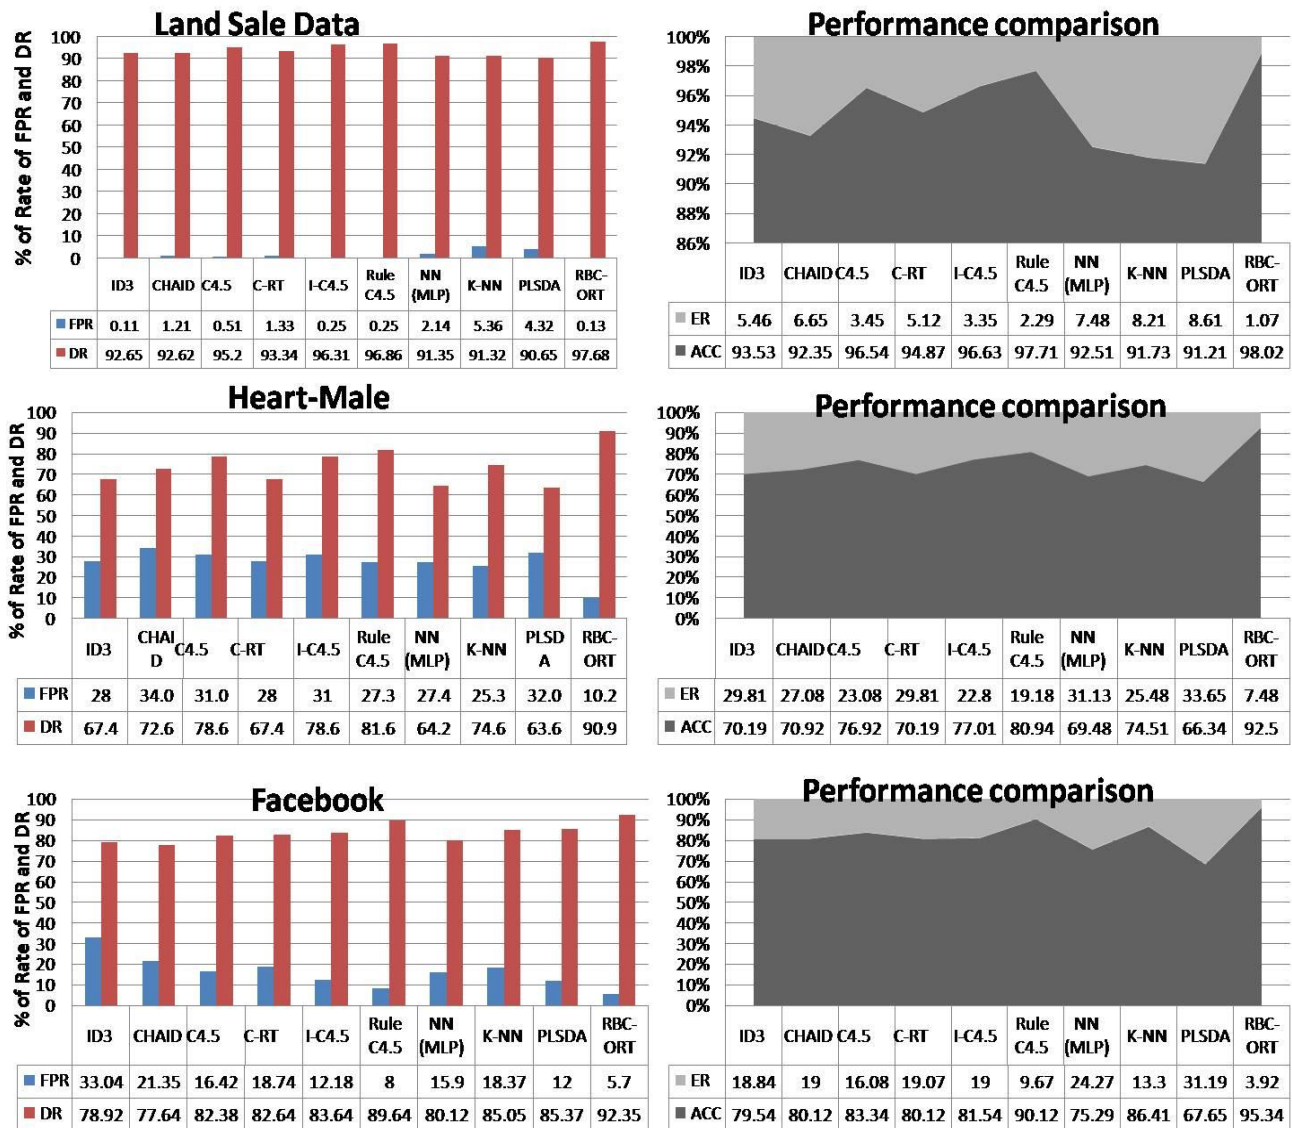 Land Sale Data
% of Rate of FPR and DR
100
90
80
70
60
50
40
30
20
10
0
ID3 CHAID C4.5 C-RT I-C4.5 Rule C4.5 NN (MLP) K-NN PLSDA RBC-ORT
FPR 0.11 1.21 0.51 1.33 0.25 0.25 2.14 5.36 4.32 0.13
DR 92.65 92.62 95.2 93.34 96.31 96.86 91.35 91.32 90.65 97.68
Performance comparison
100%
98%
96%
94%
92%
90%
88%
86%
ID3 CHAID C4.5 C-RT I-C4.5 Rule C4.5 NN (MLP) K-NN PLSDA RBC-ORT
ER 5.46 6.65 3.45 5.12 3.35 2.29 7.48 8.21 8.61 1.07
ACC 93.53 92.35 96.54 94.87 96.63 97.71 92.51 91.73 91.21 98.02
Heart-Male
% of Rate of FPR and DR
100
90
80
70
60
50
40
30
20
10
0
ID3 CHAID C4.5 C-RT I-C4.5 Rule C4.5 NN (MLP) K-NN PLSDA RBC-ORT
FPR 28 34.0 31.0 28 31 27.3 27.4 25.3 32.0 10.2
DR 67.4 72.6 78.6 67.4 78.6 81.6 64.2 74.6 63.6 90.9
Performance comparison
100%
90%
80%
70%
60%
50%
40%
30%
20%
10%
0%
ID3 CHAID C4.5 C-RT I-C4.5 Rule C4.5 NN (MLP) K-NN PLSDA RBC-ORT
ER 29.81 27.08 23.08 29.81 22.8 19.18 31.13 25.48 33.65 7.48
ACC 70.19 70.92 76.92 70.19 77.01 80.94 69.48 74.51 66.34 92.5
Facebook
% of Rate of FPR and DR
100
90
80
70
60
50
40
30
20
10
0
ID3 CHAID C4.5 C-RT I-C4.5 Rule C4.5 NN (MLP) K-NN PLSDA RBC-ORT
FPR 33.04 21.35 16.42 18.74 12.18 8 15.9 18.37 12 5.7
DR 78.92 77.64 82.38 82.64 83.64 89.64 80.12 85.05 85.37 92.35
Performance comparison
100%
90%
80%
70%
60%
50%
40%
30%
20%
10%
0%
ID3 CHAID C4.5 C-RT I-C4.5 Rule C4.5 NN (MLP) K-NN PLSDA RBC-ORT
ER 18.84 19 16.08 19.07 19 9.67 24.27 13.3 31.19 3.92
ACC 79.54 80.12 83.34 80.12 81.54 90.12 75.29 86.41 67.65 95.34